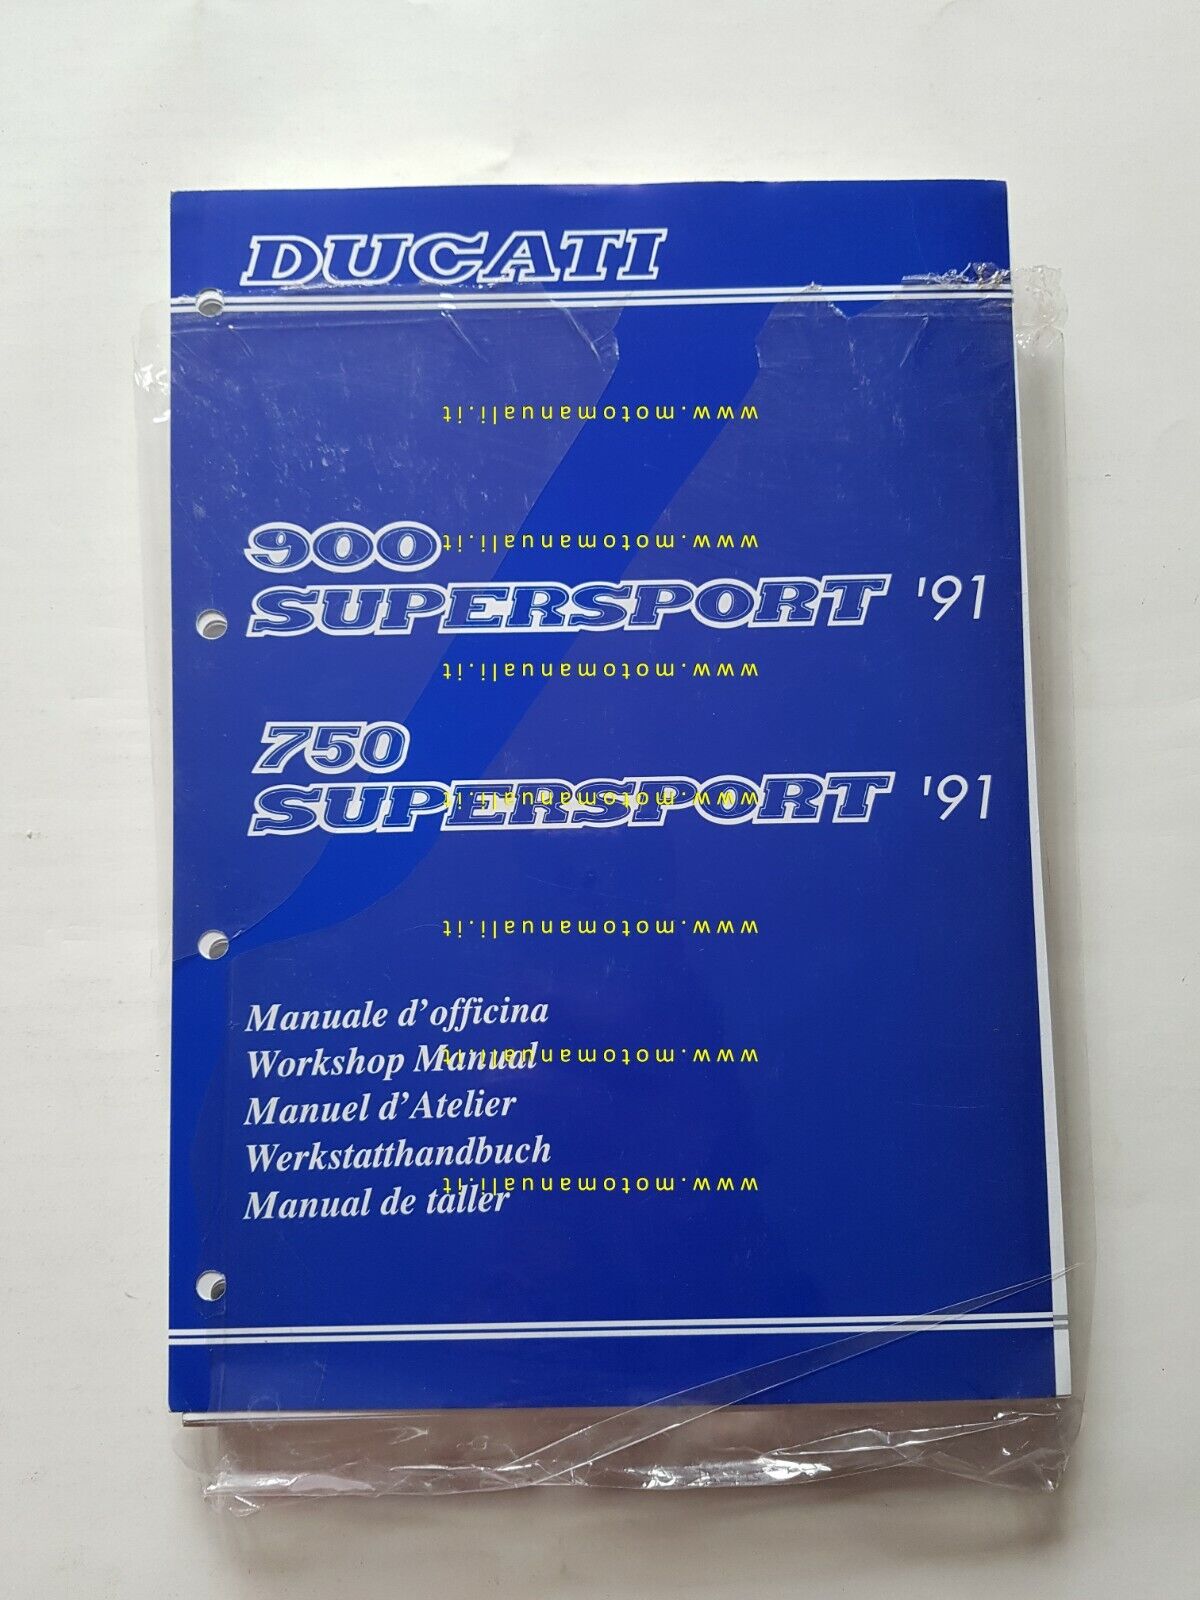 DUCATI
www.motomanuali.it
900
www.motomanuali.it
SUPERSPORT '91
www.motomanuali.it
750
SUPERSPORT '91
www.motomanuali.it
www.motomanuali.it
Manuale d'officina
Workshop Manual
www.motomanuali.it
Manuel d'Atelier
Werkstatthandbuch
Manual de taller
www.motomanuali.it